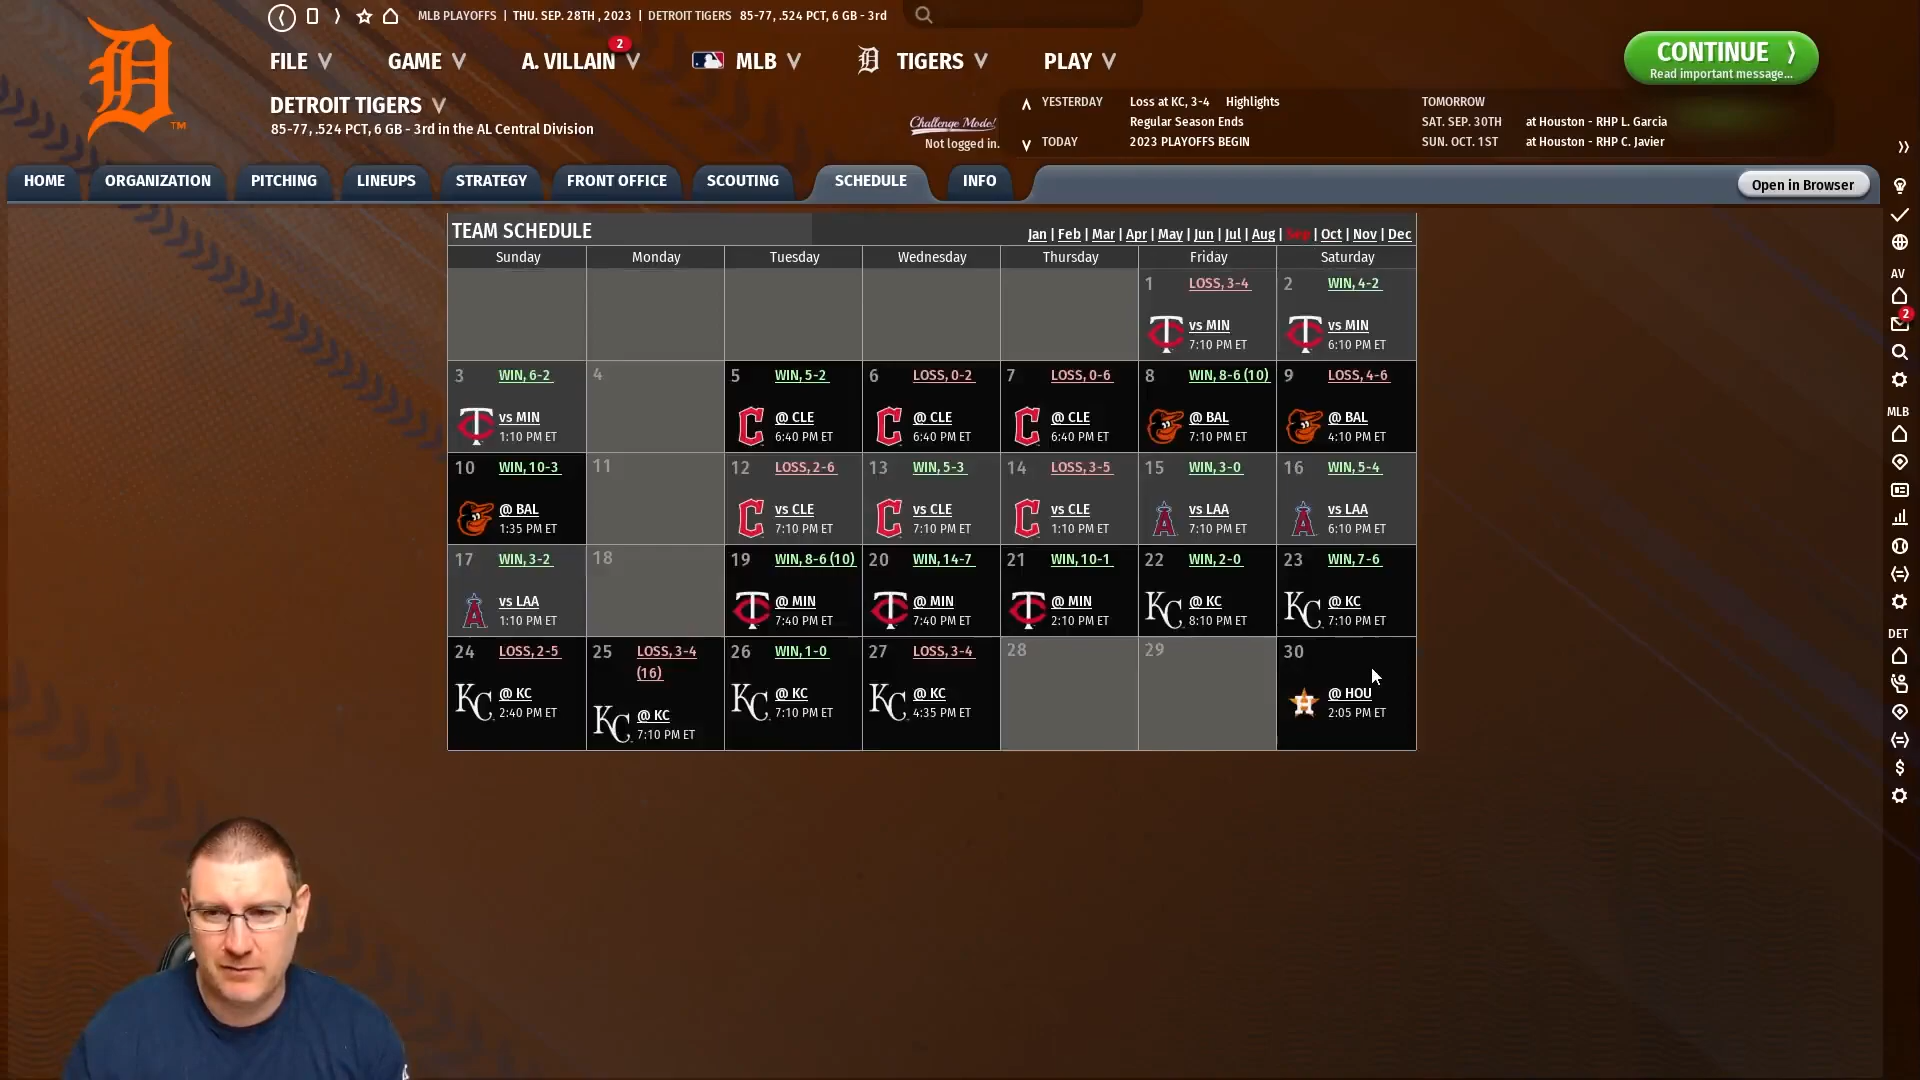 MLB PLAYOFFS | THU. SEP. 28TH , 2023 | DETROIT TIGERS 85-77, .524 PCT, 6 GB - 3rd
FILE GAME A. VILLAIN 2 MLB TIGERS PLAY
CONTINUE
Read important message...
DETROIT TIGERS
85-77, .524 PCT, 6 GB - 3rd in the AL Central Division
Challenge Mode!
Not logged in.
YESTERDAY Loss at KC, 3-4 Highlights TOMORROW
Regular Season Ends SAT. SEP. 30TH at Houston - RHP L. Garcia
TODAY 2023 PLAYOFFS BEGIN SUN. OCT. 1ST at Houston - RHP C. Javier
HOME ORGANIZATION PITCHING LINEUPS STRATEGY FRONT OFFICE SCOUTING SCHEDULE INFO Open in Browser
TEAM SCHEDULE Jan | Feb | Mar | Apr | May | Jun | Jul | Aug | Sep | Oct | Nov | Dec
Sunday Monday Tuesday Wednesday Thursday Friday Saturday
1 LOSS, 3-4 2 WIN, 4-2
vs MIN vs MIN
7:10 PM ET 6:10 PM ET
3 WIN, 6-2 4 5 WIN, 5-2 6 LOSS, 0-2 7 LOSS, 0-6 8 WIN, 8-6 (10) 9 LOSS, 4-6
vs MIN @ CLE @ CLE @ CLE @ BAL @ BAL
1:10 PM ET 6:40 PM ET 6:40 PM ET 6:40 PM ET 7:10 PM ET 4:10 PM ET
10 WIN, 10-3 11 12 LOSS, 2-6 13 WIN, 5-3 14 LOSS, 3-5 15 WIN, 3-0 16 WIN, 5-4
@ BAL vs CLE vs CLE vs CLE vs LAA vs LAA
1:35 PM ET 7:10 PM ET 7:10 PM ET 1:10 PM ET 7:10 PM ET 6:10 PM ET
17 WIN, 3-2 18 19 WIN, 8-6 (10) 20 WIN, 14-7 21 WIN, 10-1 22 WIN, 2-0 23 WIN, 7-6
vs LAA @ MIN @ MIN @ MIN @ KC @ KC
1:10 PM ET 7:40 PM ET 7:40 PM ET 2:10 PM ET 8:10 PM ET 7:10 PM ET
24 LOSS, 2-5 25 LOSS, 3-4 (16) 26 WIN, 1-0 27 LOSS, 3-4 28 29 30
@ KC @ KC @ KC @ KC @ HOU
2:40 PM ET 7:10 PM ET 7:10 PM ET 4:35 PM ET 2:05 PM ET
AV
2
MLB
DET